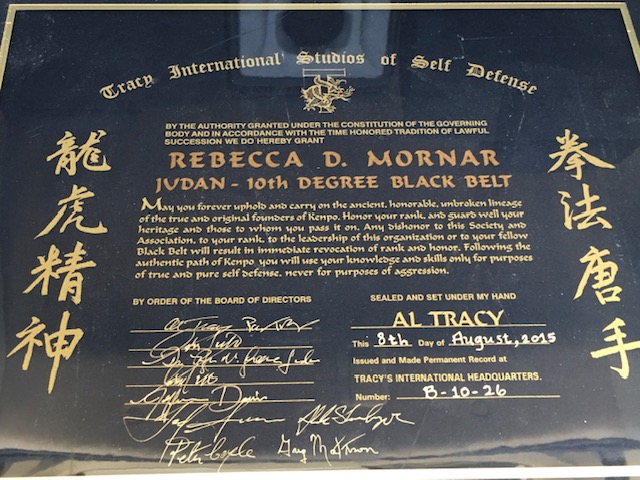 Tracy International Studios of Self Defense
BY THE AUTHORITY GRANTED UNDER THE CONSTITUTION OF THE GOVERNING
BODY AND IN ACCORDANCE WITH THE TIME HONORED TRADITION OF LAWFUL
SUCCESSION WE DO HEREBY GRANT
REBECCA D. MORNAR
JUDAN - 10TH DEGREE BLACK BELT
May you forever uphold and carry on the ancient, honorable, unbroken lineage
of the true and original founders of Kenpo. Honor your rank, and guard well your
heritage and those to whom you pass it on. Any dishonor to this Society and
Association, to your rank, to the leadership of this organization or to your fellow
Black Belt will result in immediate revocation of rank and honor. Following the
authentic path of Kenpo, you will use your knowledge and skills only for purposes
of true and pure self defense, never for purposes of aggression.
龍虎精神
拳法唐手
BY ORDER OF THE BOARD OF DIRECTORS
SEALED AND SET UNDER MY HAND
AL TRACY
This 8th Day of August, 2015
Issued and Made Permanent Record at
TRACY'S INTERNATIONAL HEADQUARTERS.
Number: B-10-26